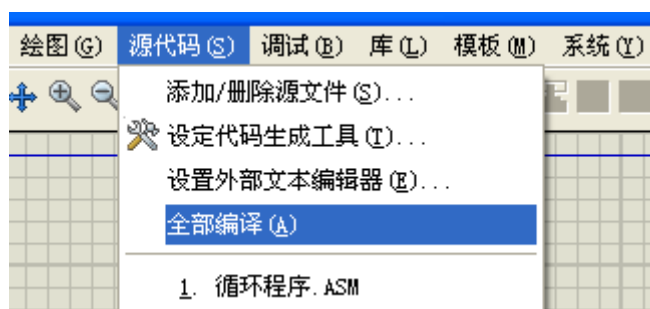 绘图(G) 源代码(S) 调试(B) 库(L) 模板(M) 系统(Y)
添加/删除源文件(S)...
设定代码生成工具(T)...
设置外部文本编辑器(E)...
全部编译(A)
1. 循环程序.ASM